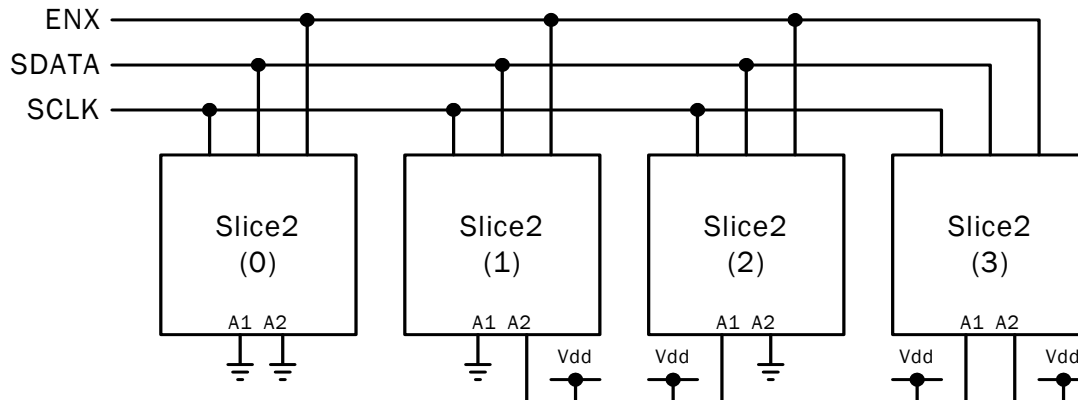 ENX
SDATA
SCLK
Slice2 Slice2 Slice2 Slice2
(0) (1) (2) (3)
A1 A2 A1 A2 A1 A2 A1 A2
Vdd Vdd Vdd Vdd